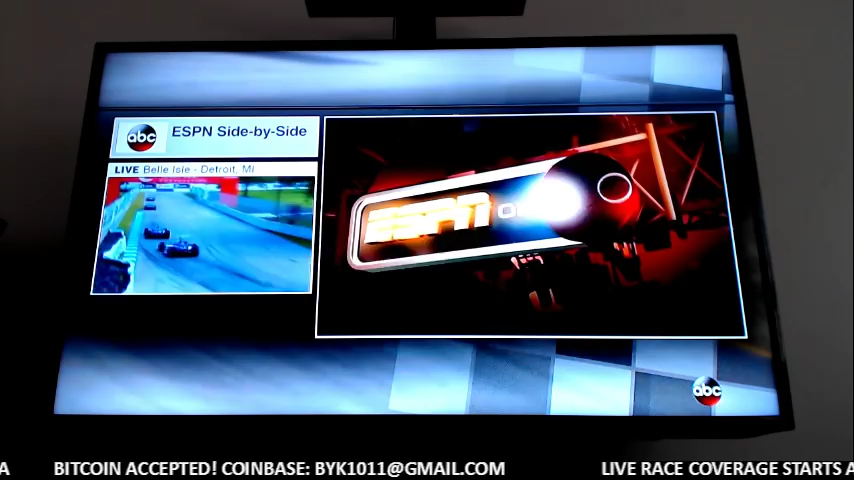 abc
ESPN Side-by-Side
LIVE Belle Isle - Detroit, MI
ESPN
abc
A BITCOIN ACCEPTED! COINBASE: BYK1011@GMAIL.COM LIVE RACE COVERAGE STARTS A